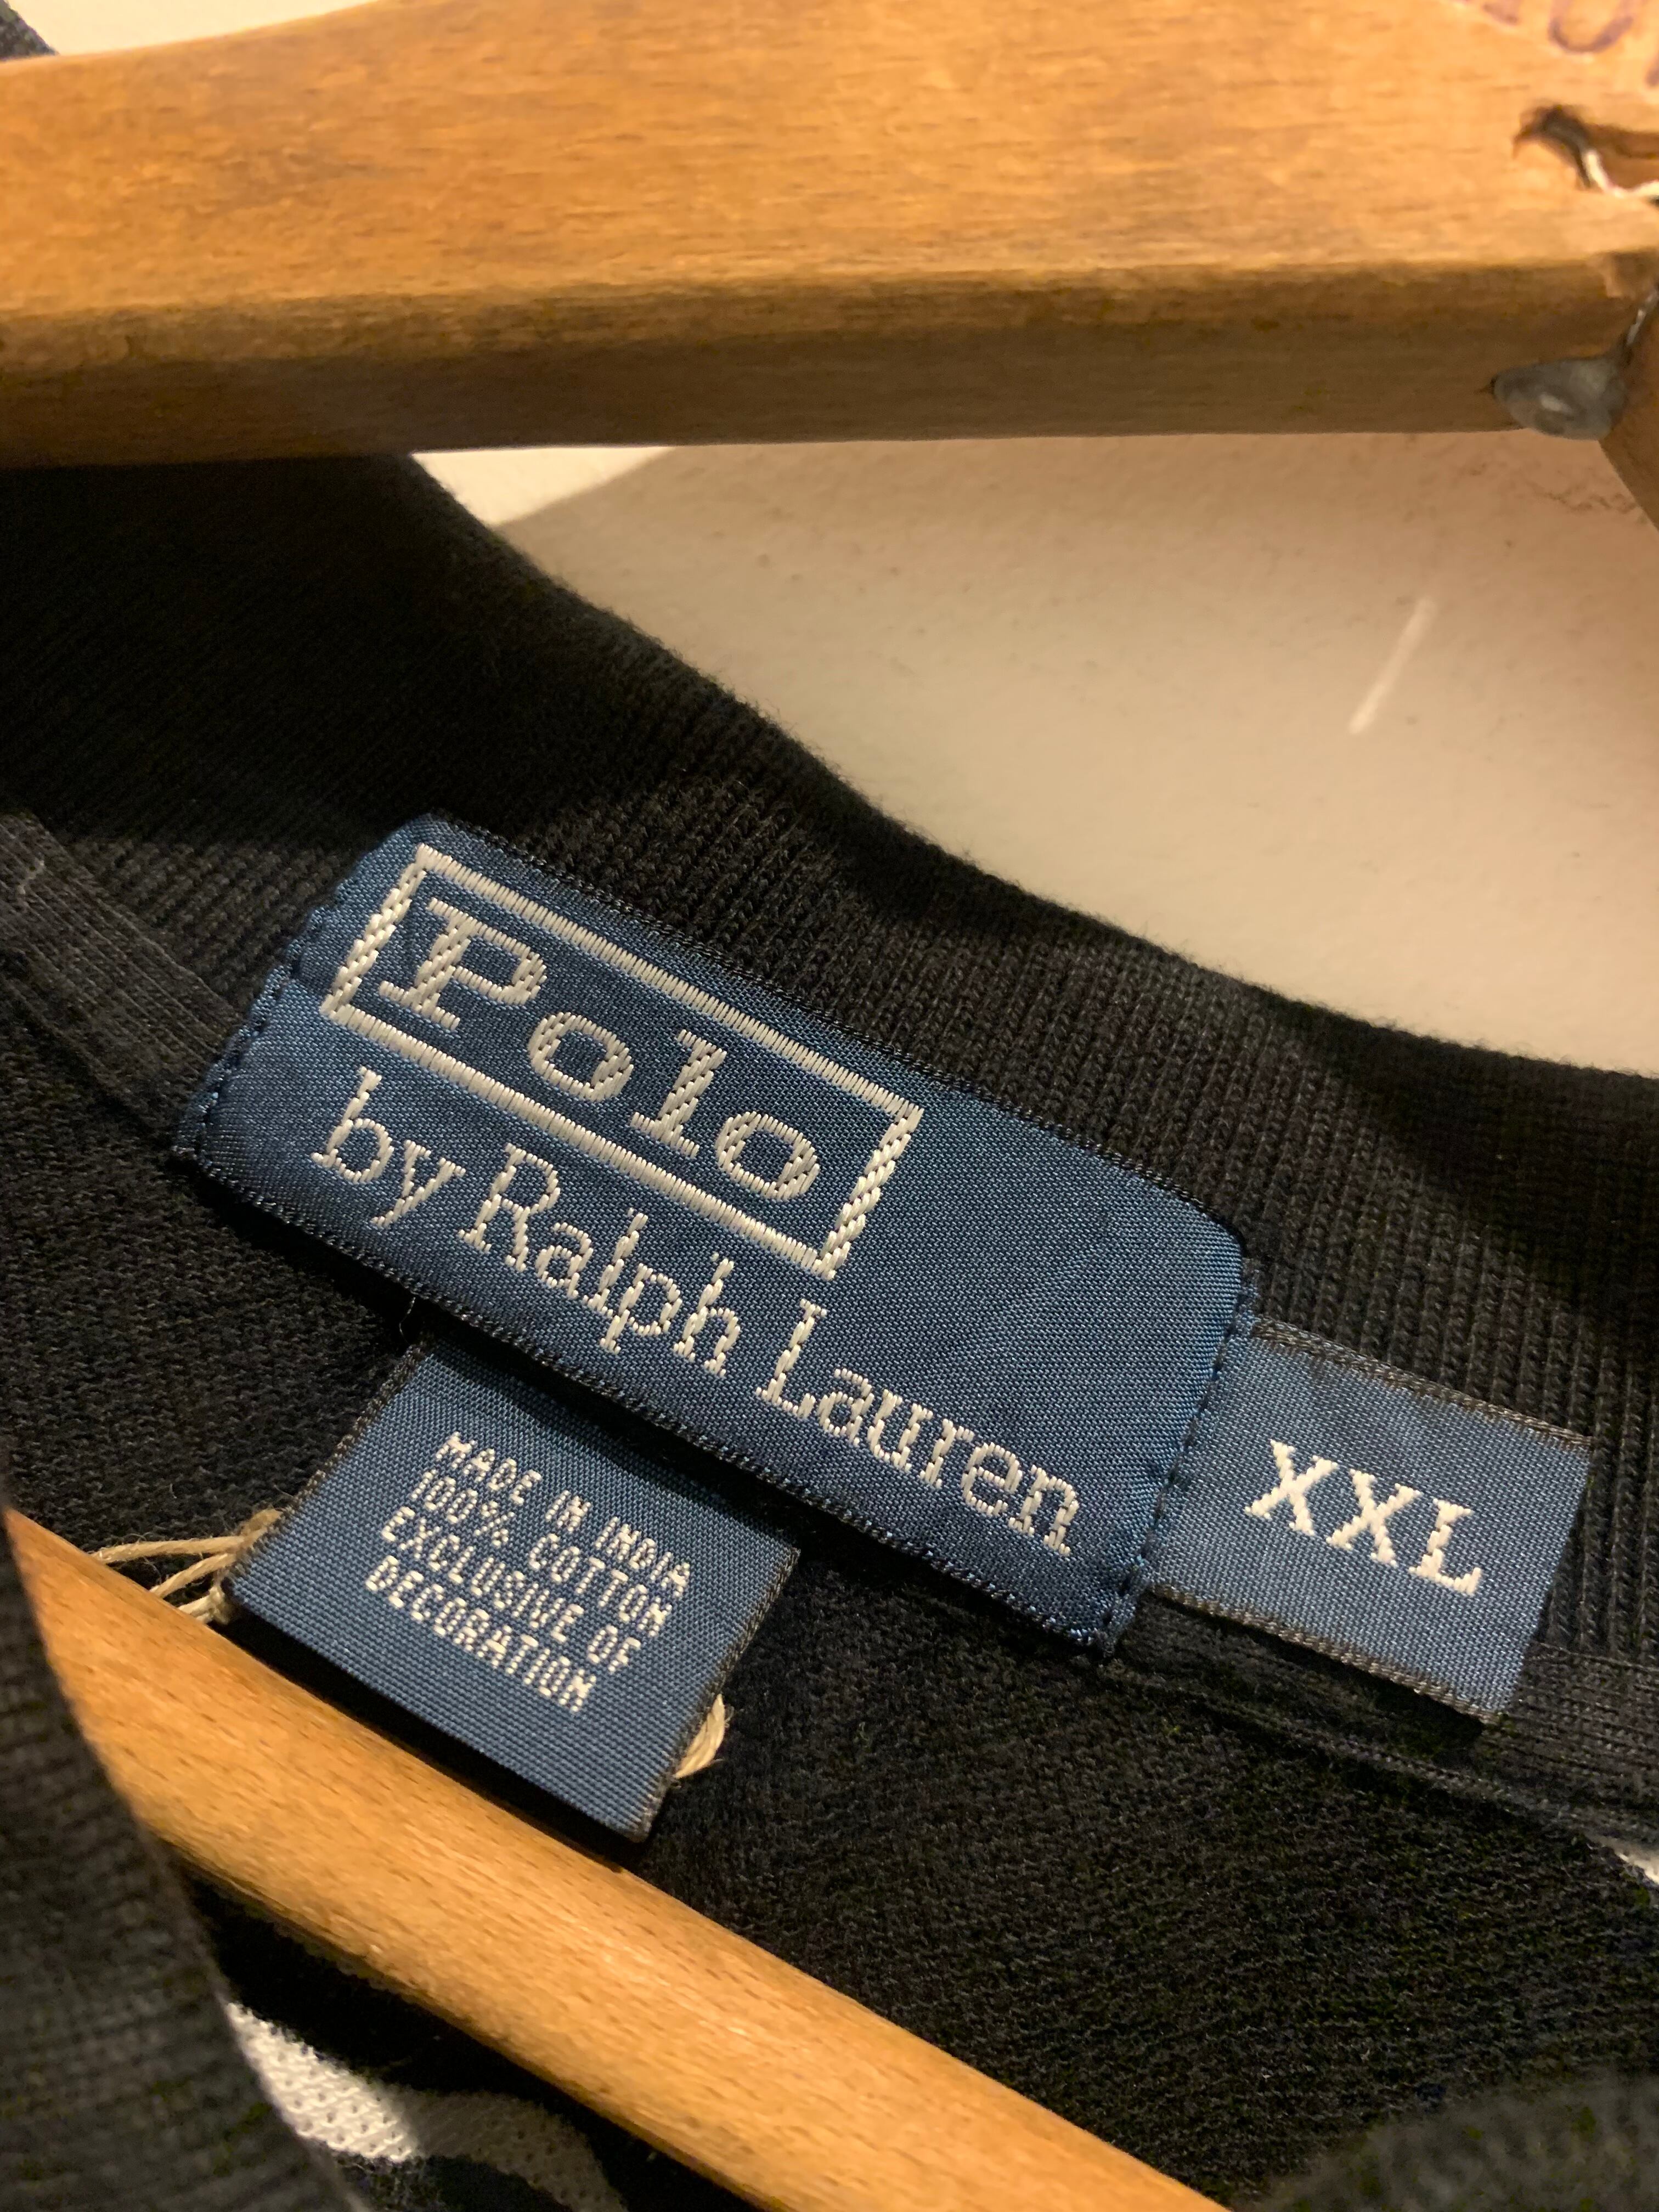 Polo
by Ralph Lauren
XXL
MADE IN INDIA
100% COTTON
EXCLUSIVE OF
DECORATION